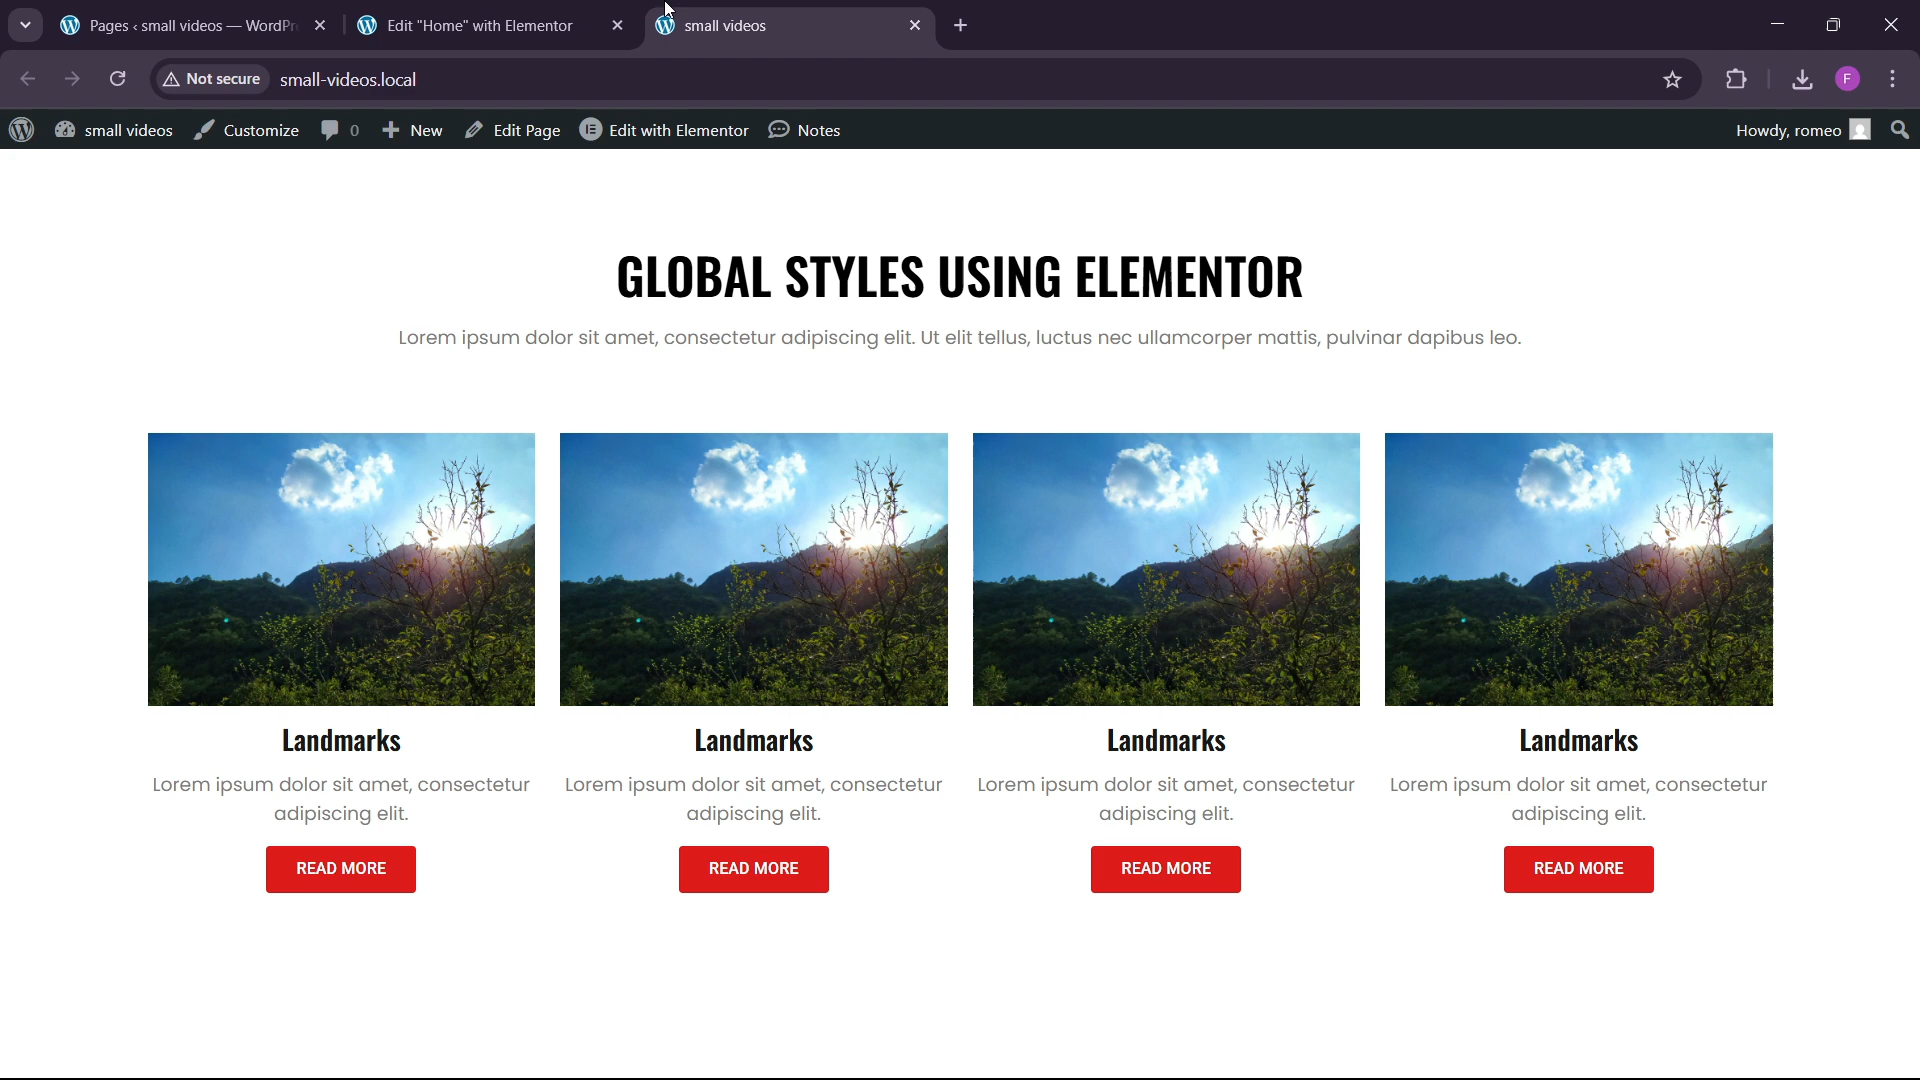 Pages ‹ small videos — WordPr
Edit "Home" with Elementor
small videos
Not secure
small-videos.local
F
small videos
Customize
0
New
Edit Page
Edit with Elementor
Notes
Howdy, romeo
GLOBAL STYLES USING ELEMENTOR
Lorem ipsum dolor sit amet, consectetur adipiscing elit. Ut elit tellus, luctus nec ullamcorper mattis, pulvinar dapibus leo.
Landmarks
Lorem ipsum dolor sit amet, consectetur
adipiscing elit.
READ MORE
Landmarks
Lorem ipsum dolor sit amet, consectetur
adipiscing elit.
READ MORE
Landmarks
Lorem ipsum dolor sit amet, consectetur
adipiscing elit.
READ MORE
Landmarks
Lorem ipsum dolor sit amet, consectetur
adipiscing elit.
READ MORE